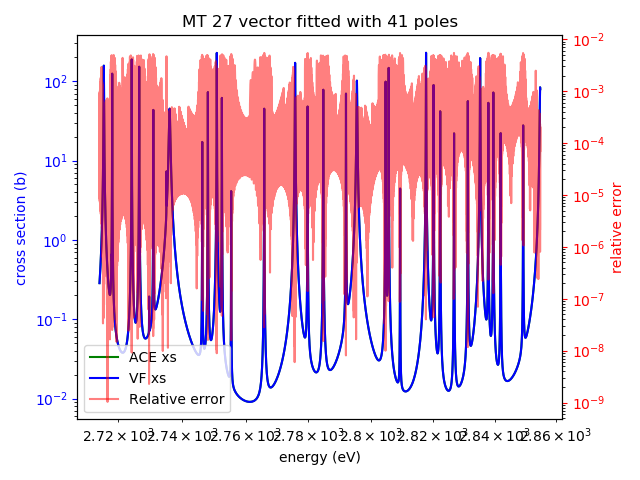 MT 27 vector fitted with 41 poles
10²
10¹
10⁰
10⁻¹
10⁻²
cross section (b)
10⁻²
10⁻³
10⁻⁴
10⁻⁵
10⁻⁶
10⁻⁷
10⁻⁸
10⁻⁹
relative error
ACE xs
VF xs
Relative error
2.72 × 10³ 2.74 × 10³ 2.76 × 10³ 2.78 × 10³ 2.8 × 10³ 2.82 × 10³ 2.84 × 10³ 2.86 × 10³
energy (eV)